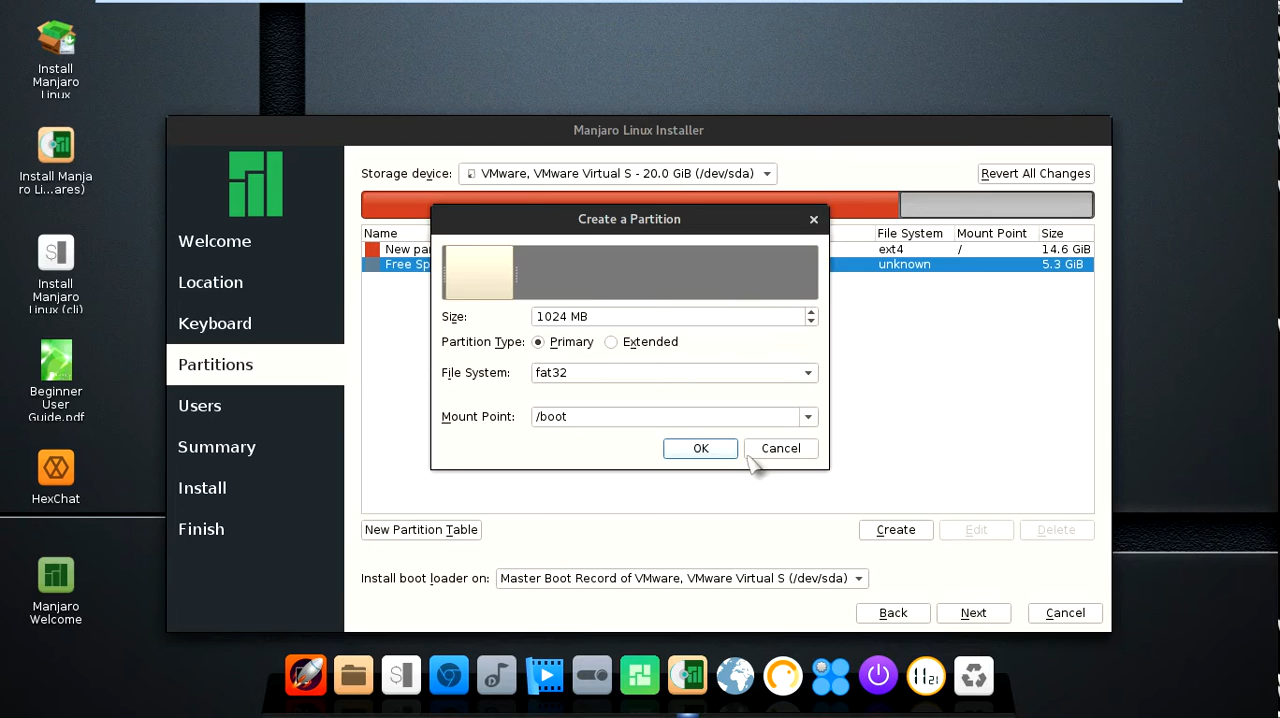 Install
Manjaro
Linux
Install Manja
ro Li...ares)
Install
Manjaro
Linux (cli)
Beginner
User
Guide.pdf
HexChat
Manjaro
Welcome
Manjaro Linux Installer
Welcome
Location
Keyboard
Partitions
Users
Summary
Install
Finish
Storage device: VMware, VMware Virtual S - 20.0 GiB (/dev/sda) Revert All Changes
Name File System Mount Point Size
New par ext4 / 14.6 GiB
Free Sp unknown 5.3 GiB
Create a Partition
Size: 1024 MB
Partition Type: Primary Extended
File System: fat32
Mount Point: /boot
OK Cancel
New Partition Table Create Edit Delete
Install boot loader on: Master Boot Record of VMware, VMware Virtual S (/dev/sda)
Back Next Cancel